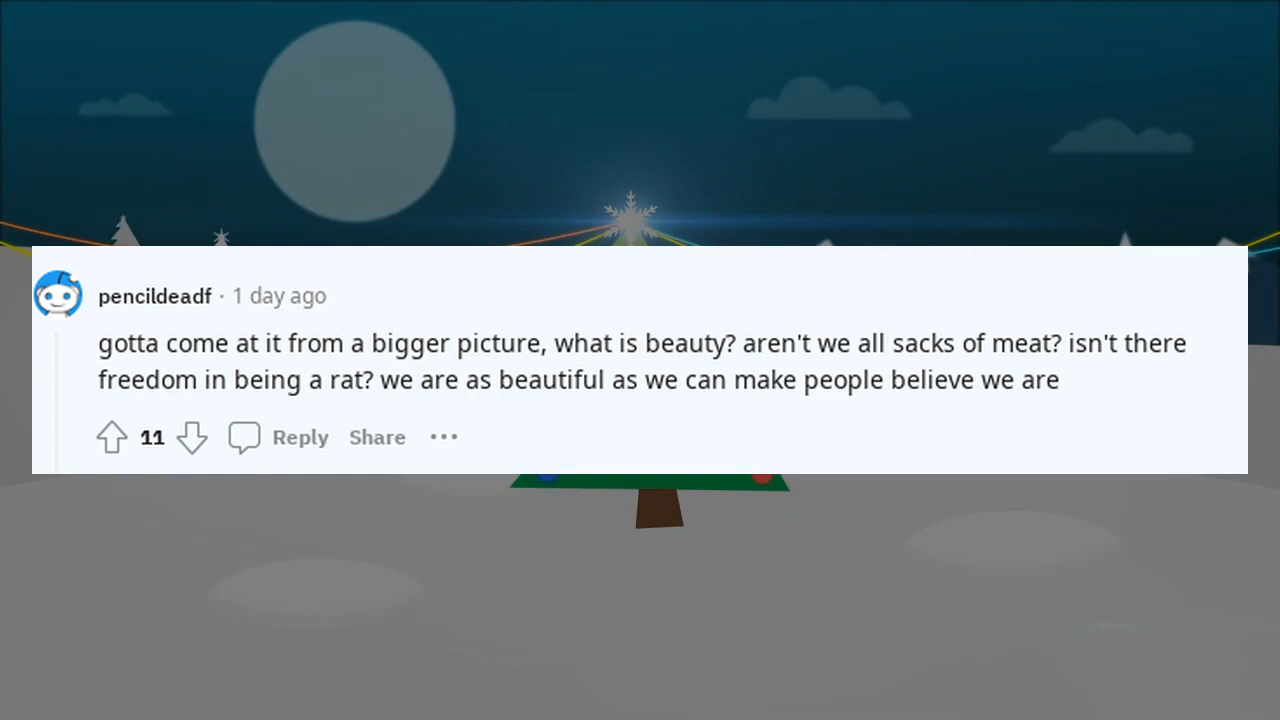 pencildeadf · 1 day ago
gotta come at it from a bigger picture, what is beauty? aren't we all sacks of meat? isn't there
freedom in being a rat? we are as beautiful as we can make people believe we are
11 Reply Share •••